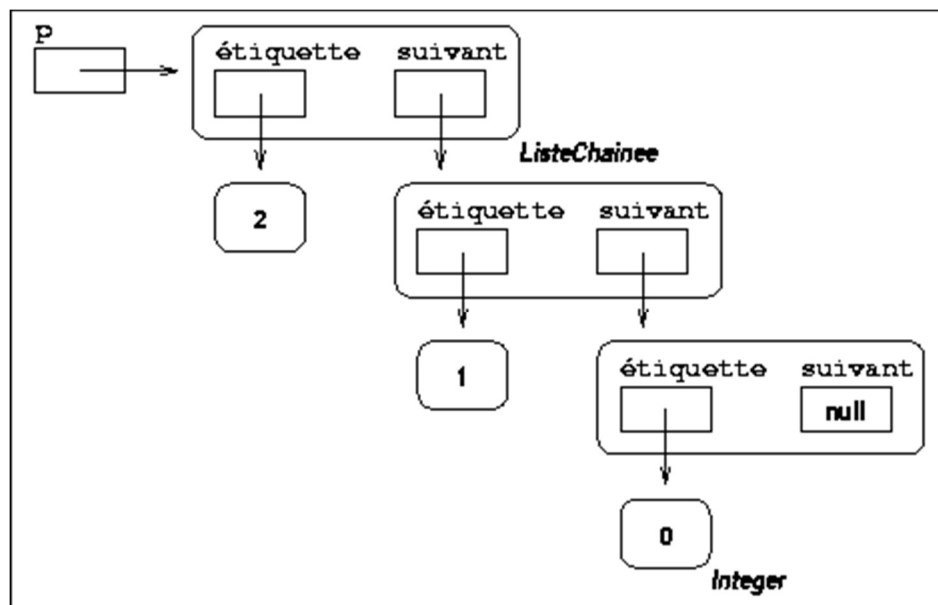 p
étiquette suivant
ListeChainee
2
étiquette suivant
1
étiquette suivant
null
0
Integer